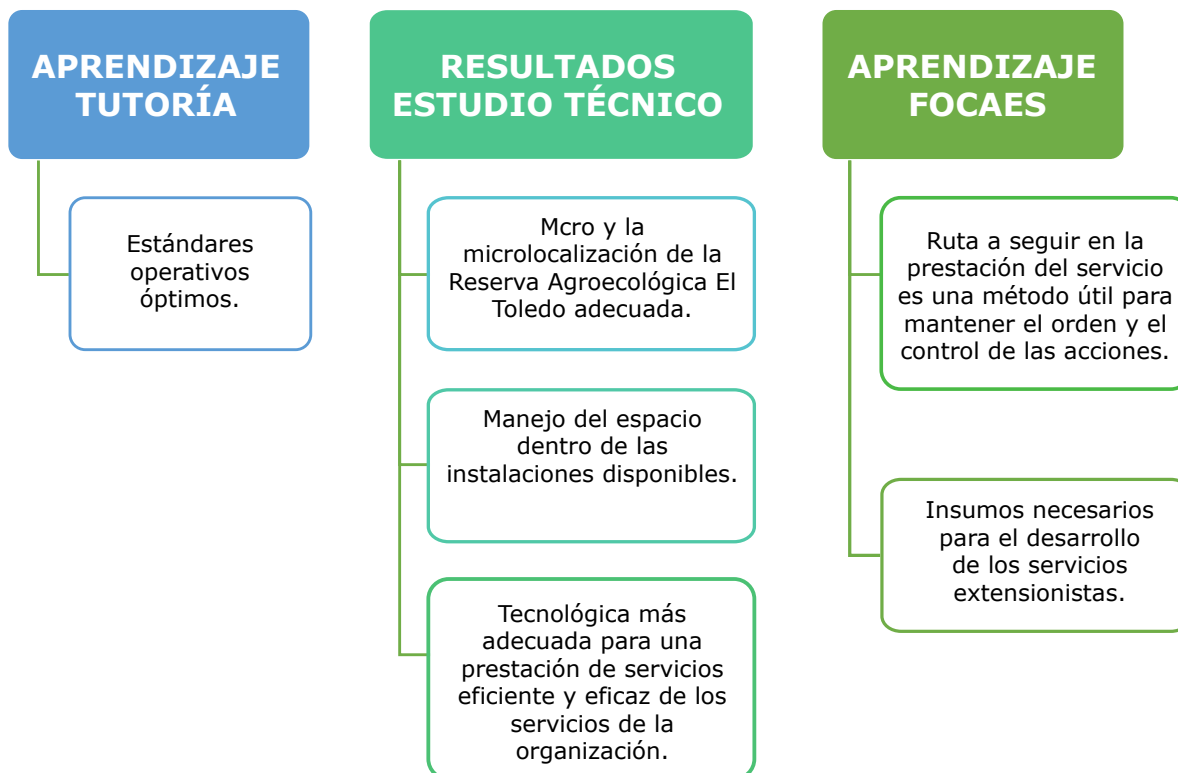 APRENDIZAJE
TUTORÍA
Estándares
operativos
óptimos.
RESULTADOS
ESTUDIO TÉCNICO
Mcro y la
microlocalización de la
Reserva Agroecológica El
Toledo adecuada.
Manejo del espacio
dentro de las
instalaciones disponibles.
Tecnológica más
adecuada para una
prestación de servicios
eficiente y eficaz de los
servicios de la
organización.
APRENDIZAJE
FOCAES
Ruta a seguir en la
prestación del servicio
es una método útil para
mantener el orden y el
control de las acciones.
Insumos necesarios
para el desarrollo
de los servicios
extensionistas.